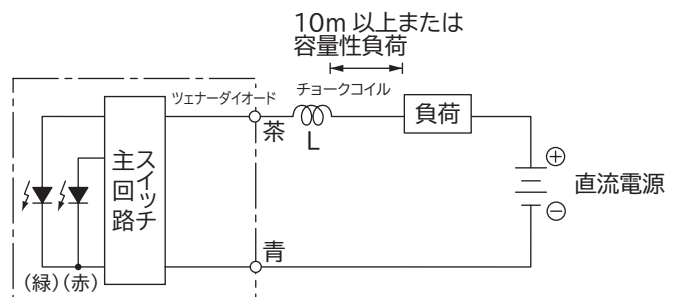 10m 以上または
容量性負荷
ツェナーダイオード
チョークコイル
茶
L
負荷
スイッチ
主回路
⊕
直流電源
⊖
青
(緑)(赤)